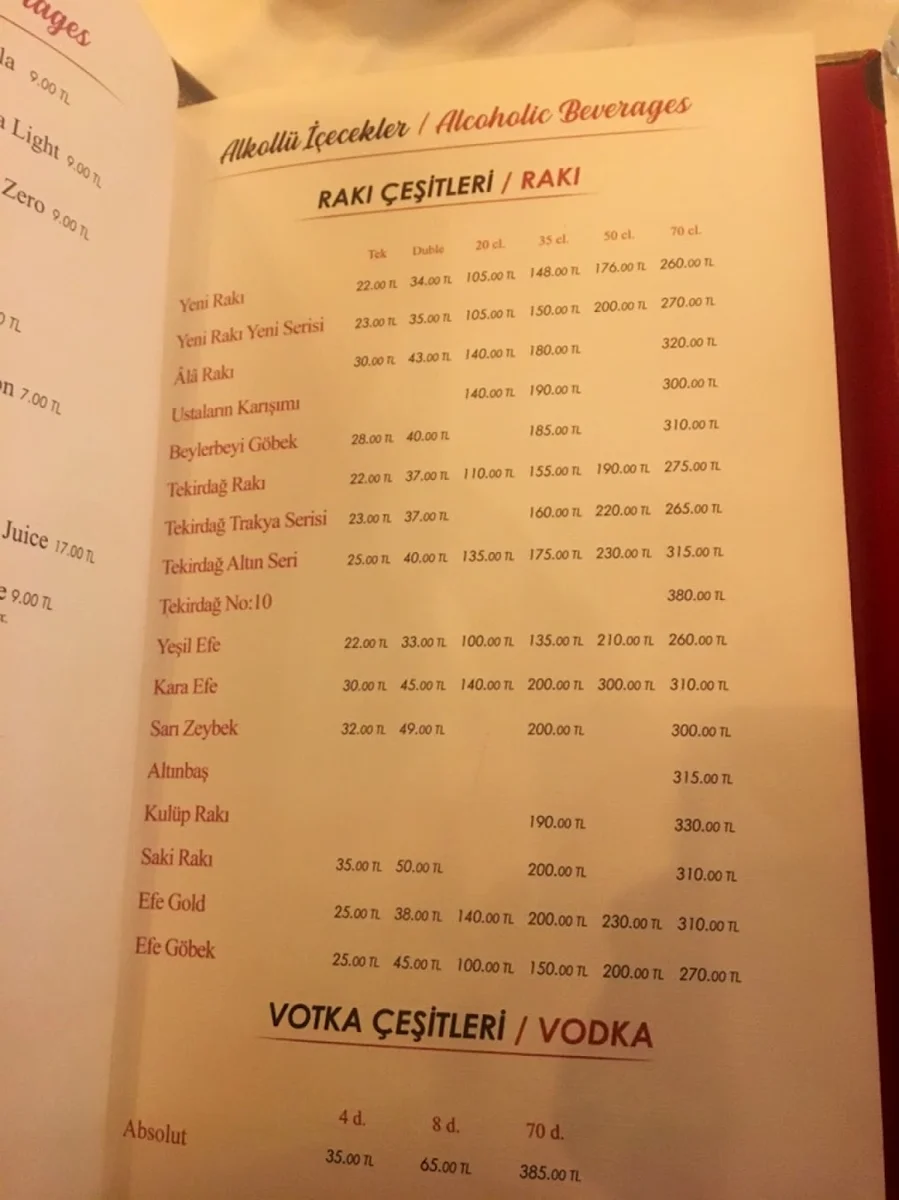 ages
la 9.00 TL
a Light 9.00 TL
Zero 9.00 TL
0 TL
on 7.00 TL
Juice 17.00 TL
e 9.00 TL
Alkollü İçecekler / Alcoholic Beverages
RAKI ÇEŞİTLERİ / RAKI
Tek Duble 20 cl. 35 cl. 50 cl. 70 cl.
Yeni Rakı 22.00 TL 34.00 TL 105.00 TL 148.00 TL 176.00 TL 260.00 TL
Yeni Rakı Yeni Serisi 23.00 TL 35.00 TL 105.00 TL 150.00 TL 200.00 TL 270.00 TL
Âlâ Rakı 30.00 TL 43.00 TL 140.00 TL 180.00 TL 320.00 TL
Ustaların Karışımı 140.00 TL 190.00 TL 300.00 TL
Beylerbeyi Göbek 28.00 TL 40.00 TL 185.00 TL 310.00 TL
Tekirdağ Rakı 22.00 TL 37.00 TL 110.00 TL 155.00 TL 190.00 TL 275.00 TL
Tekirdağ Trakya Serisi 23.00 TL 37.00 TL 160.00 TL 220.00 TL 265.00 TL
Tekirdağ Altın Seri 25.00 TL 40.00 TL 135.00 TL 175.00 TL 230.00 TL 315.00 TL
Tekirdağ No:10 380.00 TL
Yeşil Efe 22.00 TL 33.00 TL 100.00 TL 135.00 TL 210.00 TL 260.00 TL
Kara Efe 30.00 TL 45.00 TL 140.00 TL 200.00 TL 300.00 TL 310.00 TL
Sarı Zeybek 32.00 TL 49.00 TL 200.00 TL 300.00 TL
Altınbaş 315.00 TL
Kulüp Rakı 190.00 TL 330.00 TL
Saki Rakı 35.00 TL 50.00 TL 200.00 TL 310.00 TL
Efe Gold 25.00 TL 38.00 TL 140.00 TL 200.00 TL 230.00 TL 310.00 TL
Efe Göbek 25.00 TL 45.00 TL 100.00 TL 150.00 TL 200.00 TL 270.00 TL
VOTKA ÇEŞİTLERİ / VODKA
4 d. 8 d. 70 d.
Absolut 35.00 TL 65.00 TL 385.00 TL